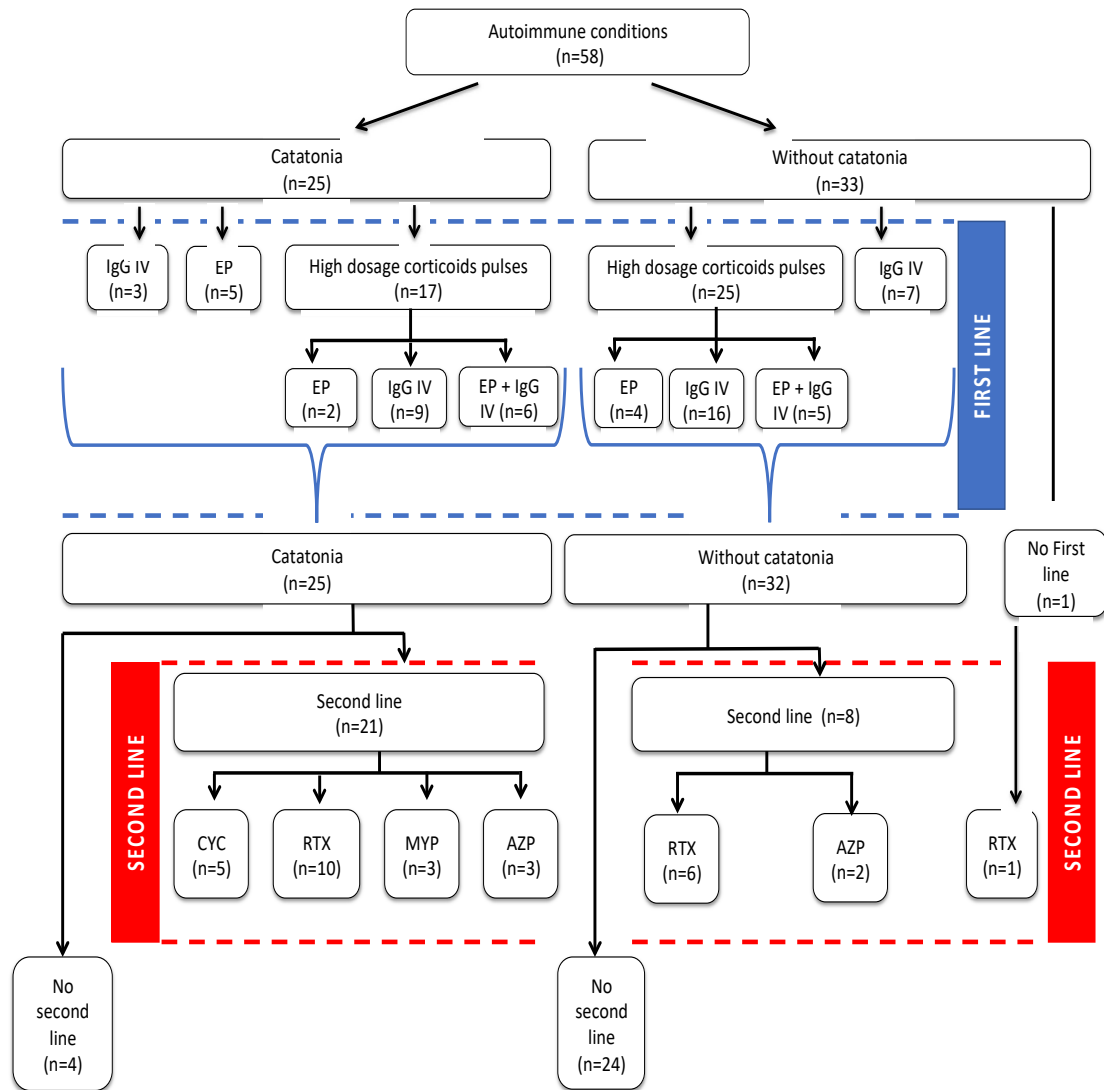 Autoimmune conditions
(n=58)
Catatonia
(n=25)
Without catatonia
(n=33)
IgG IV
(n=3)
EP
(n=5)
High dosage corticoids pulses
(n=17)
High dosage corticoids pulses
(n=25)
IgG IV
(n=7)
FIRST LINE
EP
(n=2)
IgG IV
(n=9)
EP + IgG
IV (n=6)
EP
(n=4)
IgG IV
(n=16)
EP + IgG
IV (n=5)
Catatonia
(n=25)
Without catatonia
(n=32)
No First
line
(n=1)
SECOND LINE
Second line
(n=21)
Second line (n=8)
SECOND LINE
CYC
(n=5)
RTX
(n=10)
MYP
(n=3)
AZP
(n=3)
RTX
(n=6)
AZP
(n=2)
RTX
(n=1)
No
second
line
(n=4)
No
second
line
(n=24)